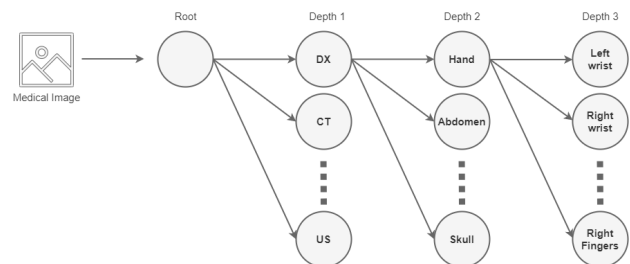 Root
Depth 1
Depth 2
Depth 3
Medical Image
DX
Hand
Left
wrist
CT
Abdomen
Right
wrist
US
Skull
Right
Fingers